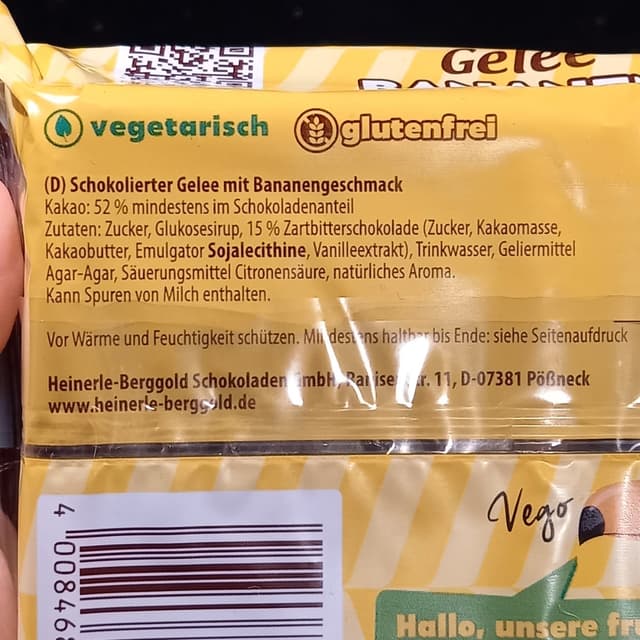 Gelee
vegetarisch
glutenfrei
(D) Schokolierter Gelee mit Bananengeschmack
Kakao: 52 % mindestens im Schokoladenanteil
Zutaten: Zucker, Glukosesirup, 15 % Zartbitterschokolade (Zucker, Kakaomasse,
Kakaobutter, Emulgator Sojalecithine, Vanilleextrakt), Trinkwasser, Geliermittel
Agar-Agar, Säuerungsmittel Citronensäure, natürliches Aroma.
Kann Spuren von Milch enthalten.
Vor Wärme und Feuchtigkeit schützen. Mindestens haltbar bis Ende: siehe Seitenaufdruck
Heinerle-Berggold Schokoladen GmbH, 11, D-07381 Pößneck
www.heinerle-berggold.de
Vego
4 00846
Hallo, unsere